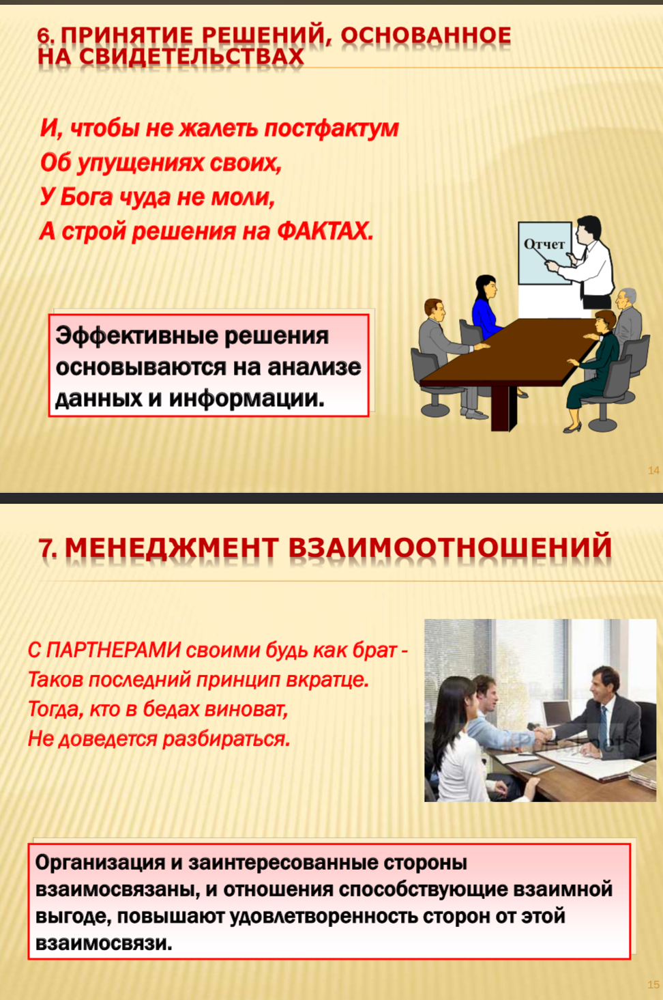 6. ПРИНЯТИЕ РЕШЕНИЙ, ОСНОВАННОЕ
НА СВИДЕТЕЛЬСТВАХ
И, чтобы не жалеть постфактум
Об упущениях своих,
У Бога чуда не моли,
А строй решения на ФАКТАХ.
Отчет
Эффективные решения
основываются на анализе
данных и информации.
14
7. МЕНЕДЖМЕНТ ВЗАИМООТНОШЕНИЙ
С ПАРТНЕРАМИ своими будь как брат -
Таков последний принцип вкратце.
Тогда, кто в бедах виноват,
Не доведется разбираться.
Организация и заинтересованные стороны
взаимосвязаны, и отношения способствующие взаимной
выгоде, повышают удовлетворенность сторон от этой
взаимосвязи.
15